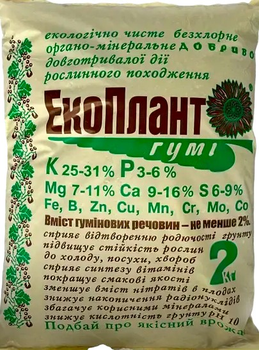 екологічно чисте безхлорне
органо-мінеральне добриво
довготривалої дії
рослинного походження
ЕкоПлант
гумі
K 25-31% P 3-6%
Mg 7-11% Ca 9-16% S 6-9%
Fe, B, Zn, Cu, Mn, Cr, Mo, Co
Вміст гумінових речовин – не менше 2%.
сприяє відтворенню родючості ґрунту
підвищує стійкість рослин
до холоду, посухи, хвороб
сприяє синтезу вітамінів
покращує смакові якості
зменшує вміст нітратів в плодах
знижує накопичення радіонуклідів
збагачує корисними мінералами
знижує кислотність ґрунту
2 кг
Подбай про якісний врожа